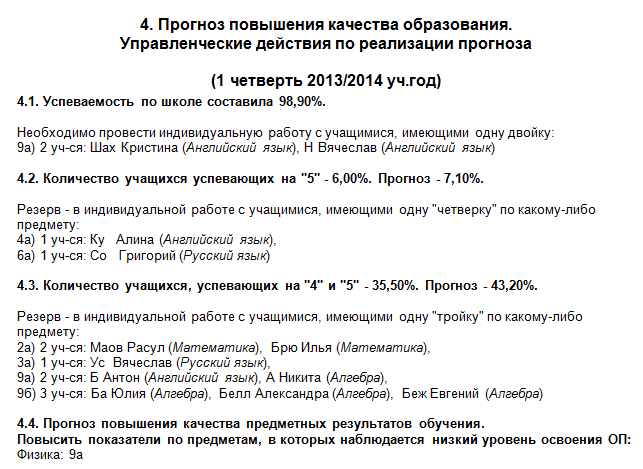 4. Прогноз повышения качества образования.
Управленческие действия по реализации прогноза
(1 четверть 2013/2014 уч.год)
4.1. Успеваемость по школе составила 98,90%.
Необходимо провести индивидуальную работу с учащимися, имеющими одну двойку:
9а) 2 уч-ся: Шах Кристина (Английский язык), Н Вячеслав (Английский язык)
4.2. Количество учащихся успевающих на "5" - 6,00%. Прогноз - 7,10%.
Резерв - в индивидуальной работе с учащимися, имеющими одну "четверку" по какому-либо
предмету:
4а) 1 уч-ся: Ку Алина (Английский язык),
6а) 1 уч-ся: Со Григорий (Русский язык)
4.3. Количество учащихся, успевающих на "4" и "5" - 35,50%. Прогноз - 43,20%.
Резерв - в индивидуальной работе с учащимися, имеющими одну "тройку" по какому-либо
предмету:
2а) 2 уч-ся: Маов Расул (Математика), Брю Илья (Математика),
3а) 1 уч-ся: Ус Вячеслав (Русский язык),
9а) 2 уч-ся: Б Антон (Английский язык), А Никита (Алгебра),
9б) 3 уч-ся: Ба Юлия (Алгебра), Белл Александра (Алгебра), Беж Евгений (Алгебра)
4.4. Прогноз повышения качества предметных результатов обучения.
Повысить показатели по предметам, в которых наблюдается низкий уровень освоения ОП:
Физика: 9а